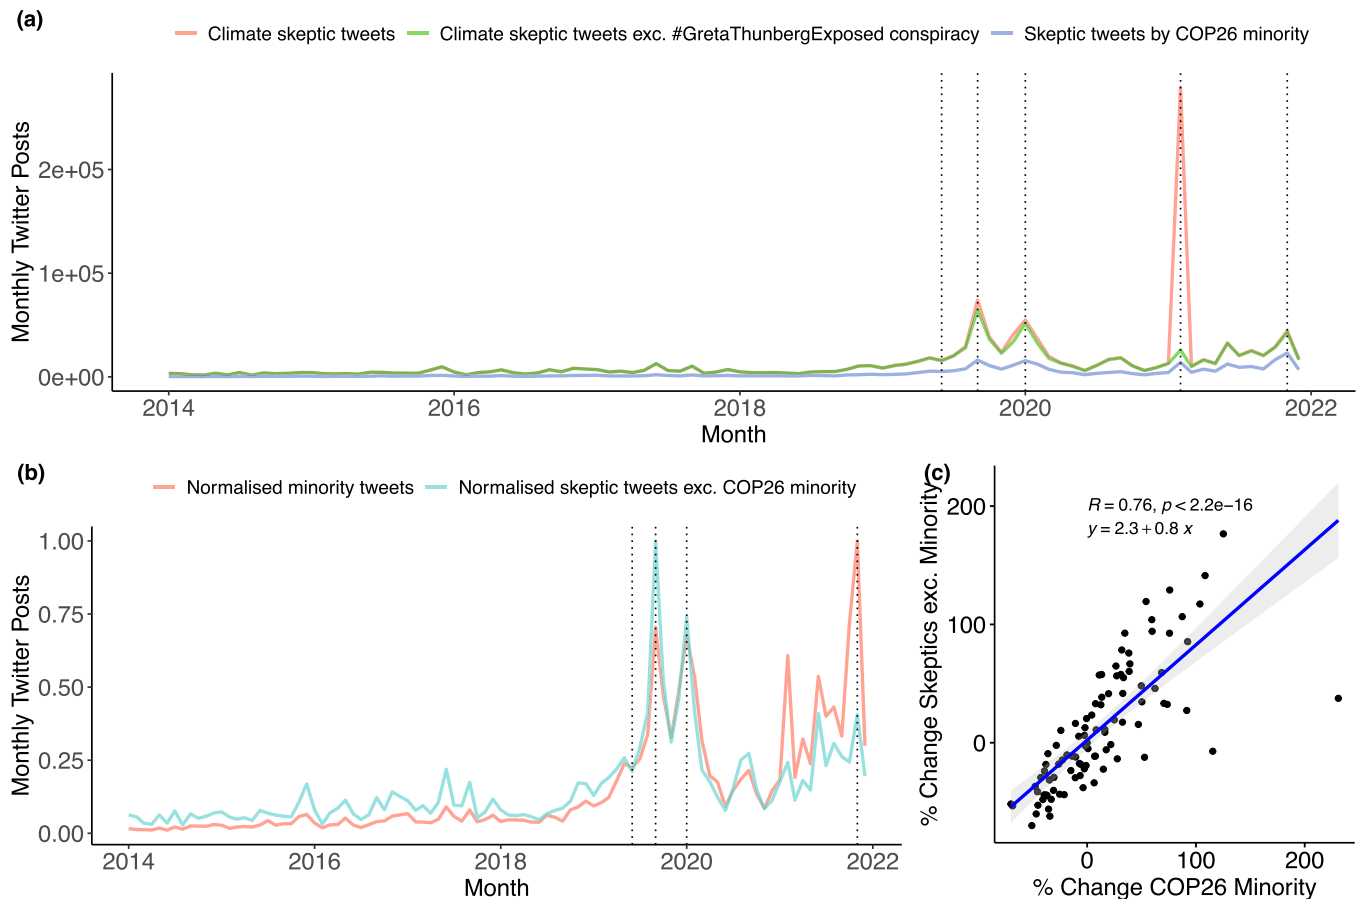 (a)
Climate skeptic tweets Climate skeptic tweets exc. #GretaThunbergExposed conspiracy Skeptic tweets by COP26 minority
Monthly Twitter Posts
2e+05
1e+05
0e+00
2014 2016 2018 2020 2022
Month
(b)
Normalised minority tweets Normalised skeptic tweets exc. COP26 minority
Monthly Twitter Posts
1.00
0.75
0.50
0.25
0.00
2014 2016 2018 2020 2022
Month
(c)
% Change Skeptics exc. Minority
R = 0.76, p < 2.2e−16
y = 2.3 + 0.8 x
200
100
0
0 100 200
% Change COP26 Minority